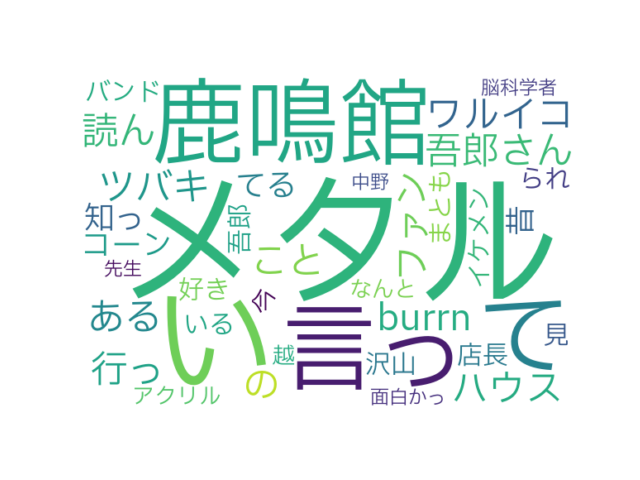 バンド
鹿鳴館
脳科学者
ワルイコ
読ん
吾郎さん
ツバキ
てる
中野
られ
メタル
ファン
まとも
イケメン
昔
知っ
吾郎
コーン
こと
先生
好き
今
なんと
い
言っ
て
ある
いる
burrn
見
行っ
の
越
沢山
店長
ハウス
アクリル
面白かっ